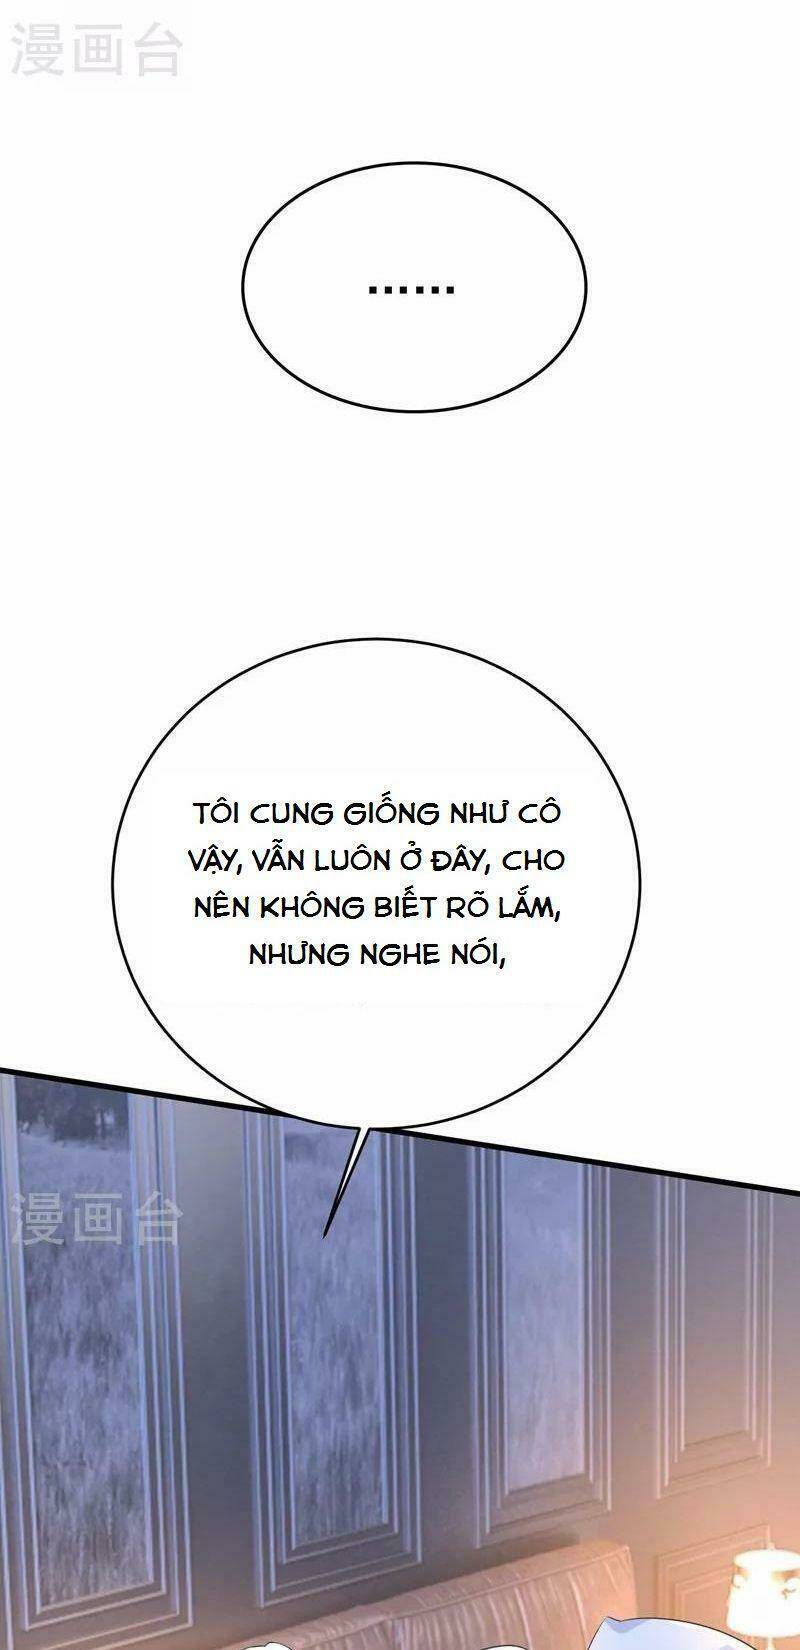 漫画台
......
TÔI CUNG GIỐNG NHƯ CÔ
VẬY, VẪN LUÔN Ở ĐÂY, CHO
NÊN KHÔNG BIẾT RÕ LẮM,
NHƯNG NGHE NÓI,
漫画台